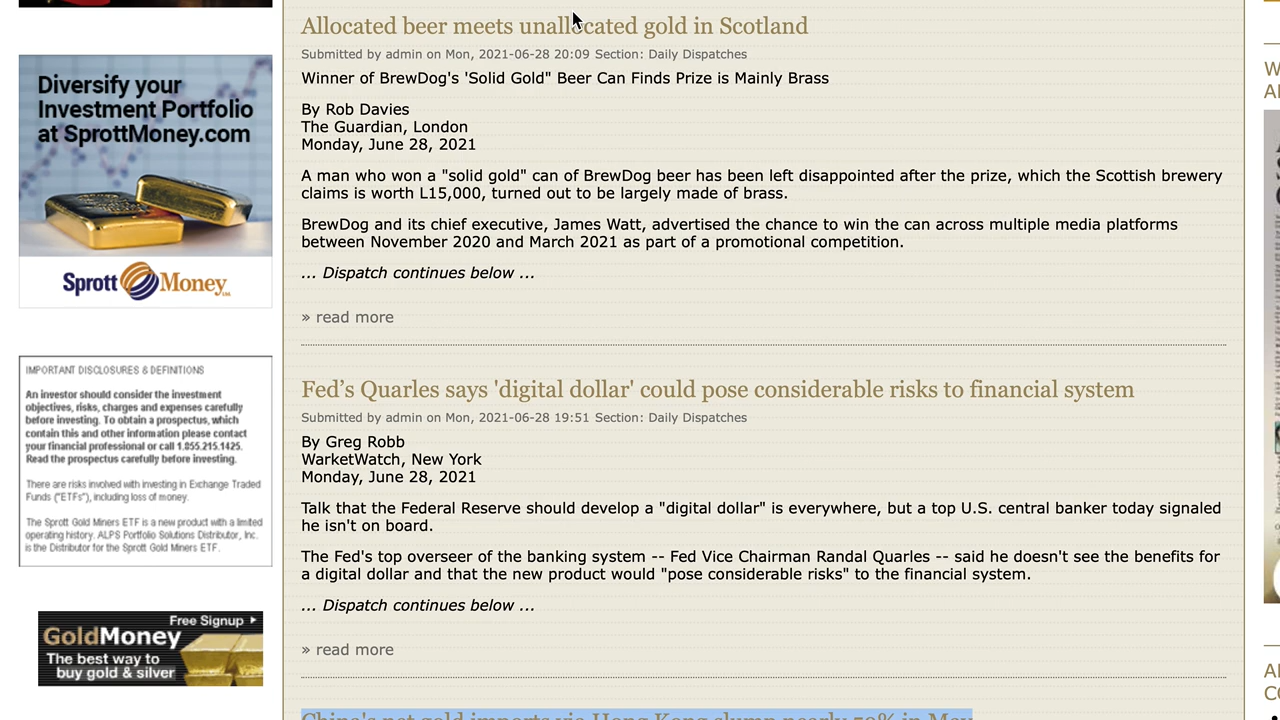 Diversify your
Investment Portfolio
at SprottMoney.com
Sprott Money
IMPORTANT DISCLOSURES & DEFINITIONS
An investor should consider the investment
objectives, risks, charges and expenses carefully
before investing. To obtain a prospectus, which
contain this and other information please contact
your financial professional or call 1.855.215.1425.
Read the prospectus carefully before investing.
There are risks involved with investing in Exchange Traded
Funds ("ETFs"), including loss of money.
The Sprott Gold Miners ETF is a new product with a limited
operating history. ALPS Portfolio Solutions Distributor, Inc.
is the Distributor for the Sprott Gold Miners ETF.
Free Signup
GoldMoney
The best way to
buy gold & silver
Allocated beer meets unallocated gold in Scotland
Submitted by admin on Mon, 2021-06-28 20:09 Section: Daily Dispatches
Winner of BrewDog's 'Solid Gold" Beer Can Finds Prize is Mainly Brass
By Rob Davies
The Guardian, London
Monday, June 28, 2021
A man who won a "solid gold" can of BrewDog beer has been left disappointed after the prize, which the Scottish brewery
claims is worth L15,000, turned out to be largely made of brass.
BrewDog and its chief executive, James Watt, advertised the chance to win the can across multiple media platforms
between November 2020 and March 2021 as part of a promotional competition.
... Dispatch continues below ...
» read more
Fed’s Quarles says 'digital dollar' could pose considerable risks to financial system
Submitted by admin on Mon, 2021-06-28 19:51 Section: Daily Dispatches
By Greg Robb
WarketWatch, New York
Monday, June 28, 2021
Talk that the Federal Reserve should develop a "digital dollar" is everywhere, but a top U.S. central banker today signaled
he isn't on board.
The Fed's top overseer of the banking system -- Fed Vice Chairman Randal Quarles -- said he doesn't see the benefits for
a digital dollar and that the new product would "pose considerable risks" to the financial system.
... Dispatch continues below ...
» read more
China's net gold imports via Hong Kong slump nearly 50% in May